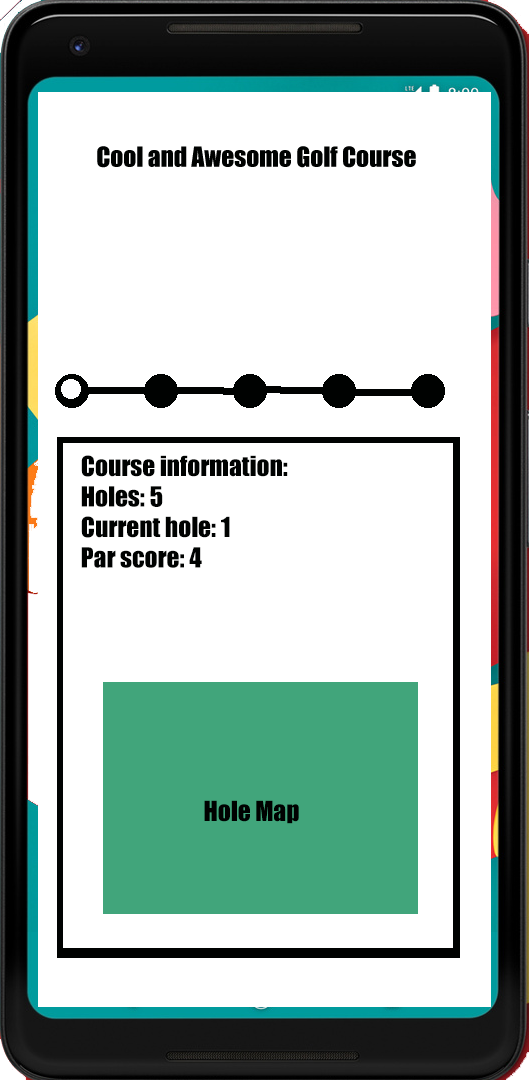 Cool and Awesome Golf Course
Course information:
Holes: 5
Current hole: 1
Par score: 4
Hole Map